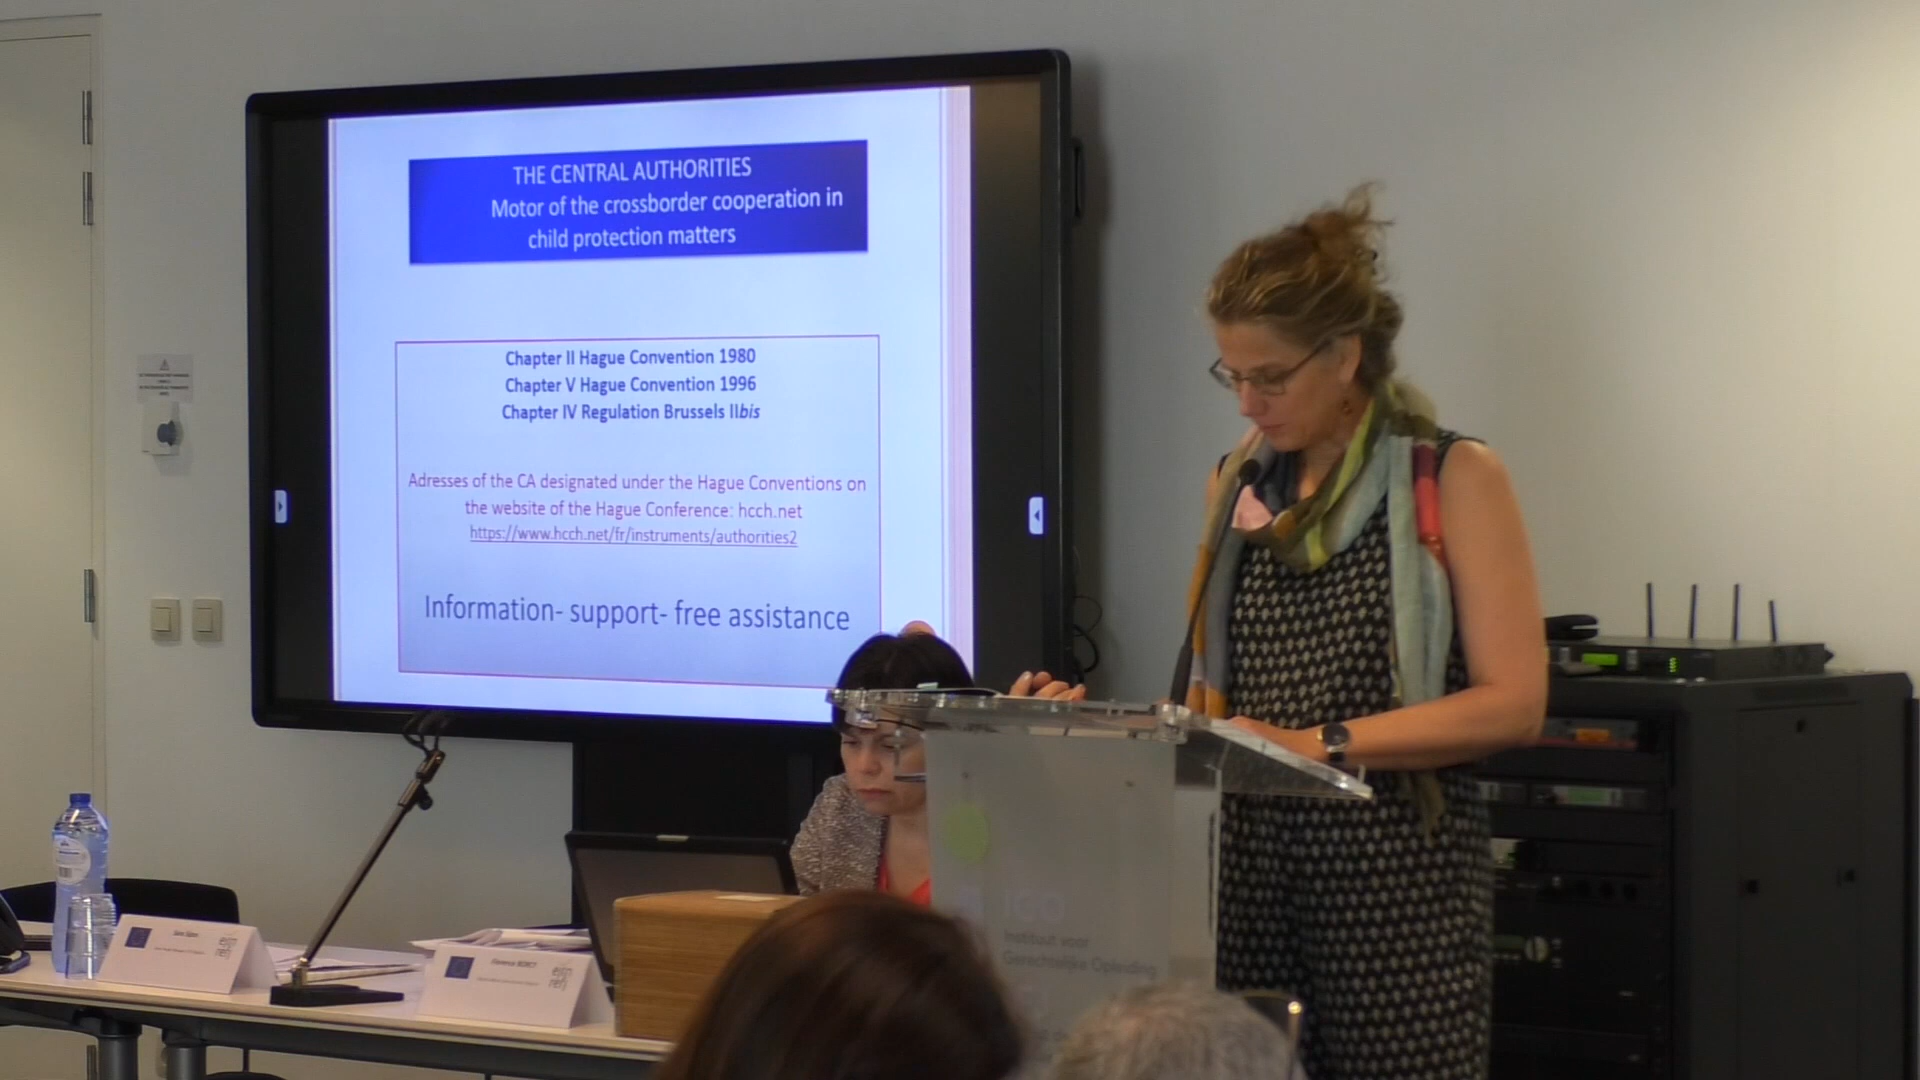 THE CENTRAL AUTHORITIES
Motor of the crossborder cooperation in
child protection matters
Chapter II Hague Convention 1980
Chapter V Hague Convention 1996
Chapter IV Regulation Brussels IIbis
Adresses of the CA designated under the Hague Conventions on
the website of the Hague Conference: hcch.net
https://www.hcch.net/fr/instruments/authorities2
Information- support- free assistance
Florence
Instituut voor
Gerechtelijke Opleiding